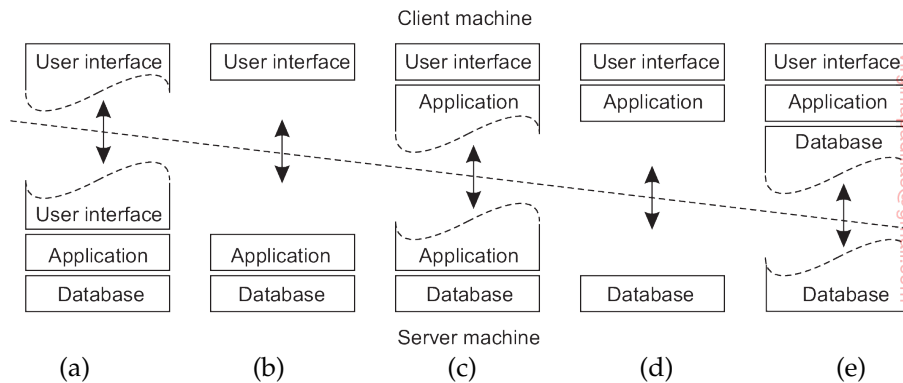 Client machine
User interface User interface User interface User interface User interface
Application Application Application
Database
User interface
Application Application Application
Database Database Database Database Database
Server machine
(a) (b) (c) (d) (e)